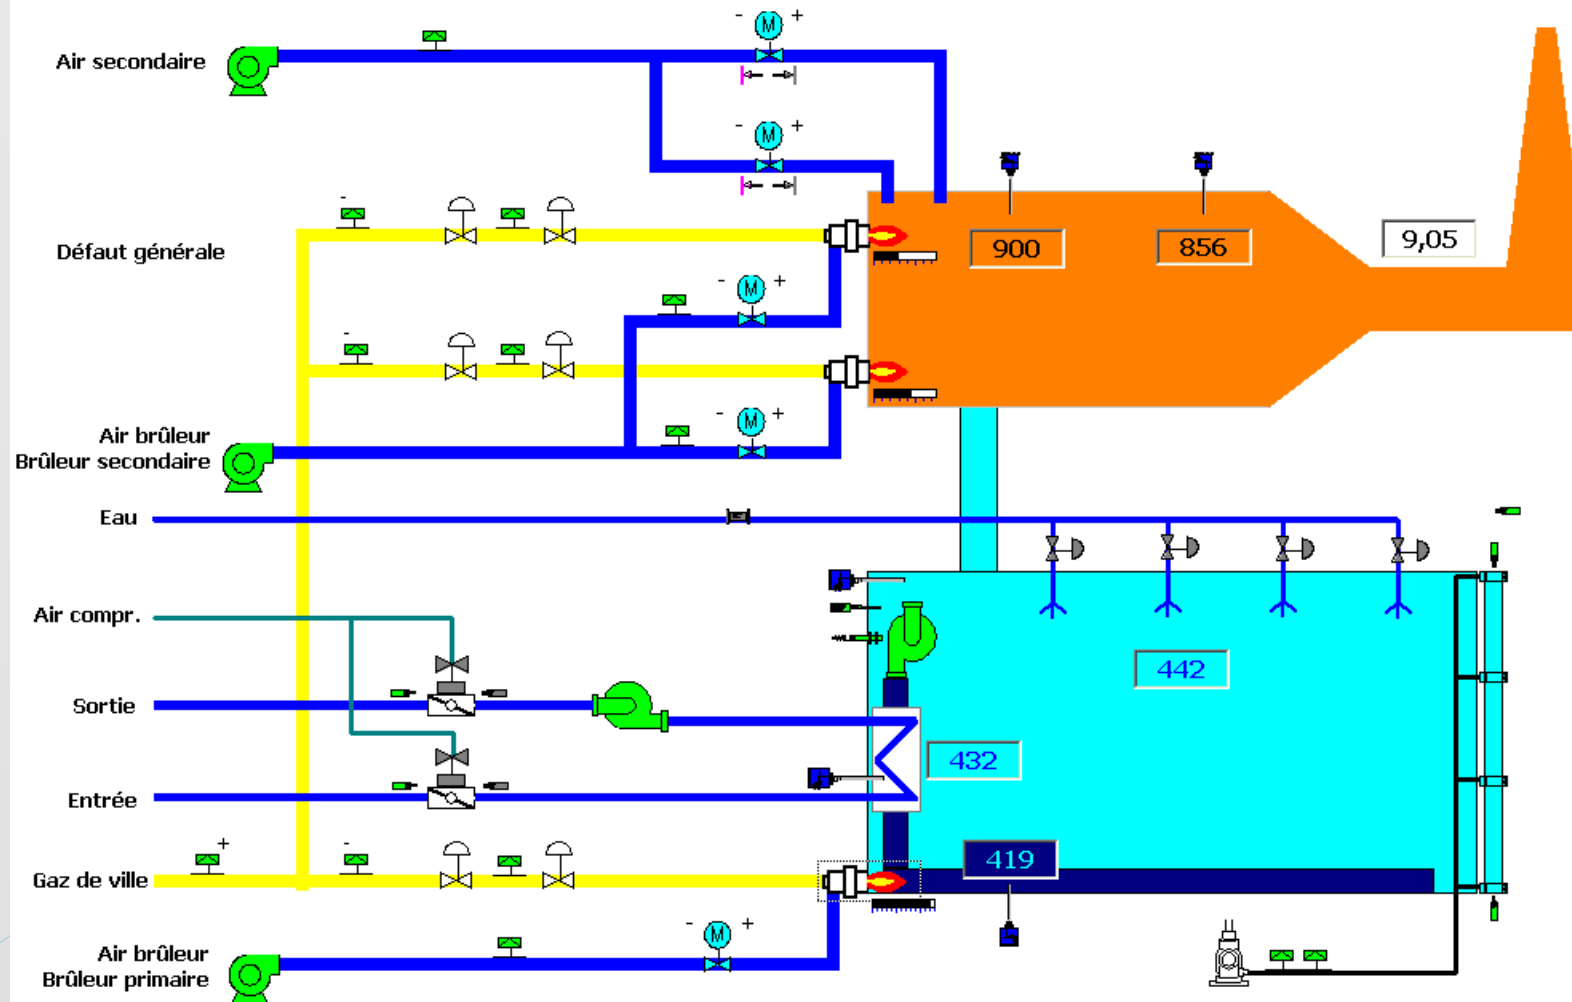 - M +
Air secondaire
- M +
-
Défaut générale
900
856
9,05
- M +
-
- M +
Air brûleur
Brûleur secondaire
Eau
Air compr.
442
Sortie
432
Entrée
+
-
419
Gaz de ville
- M +
Air brûleur
Brûleur primaire